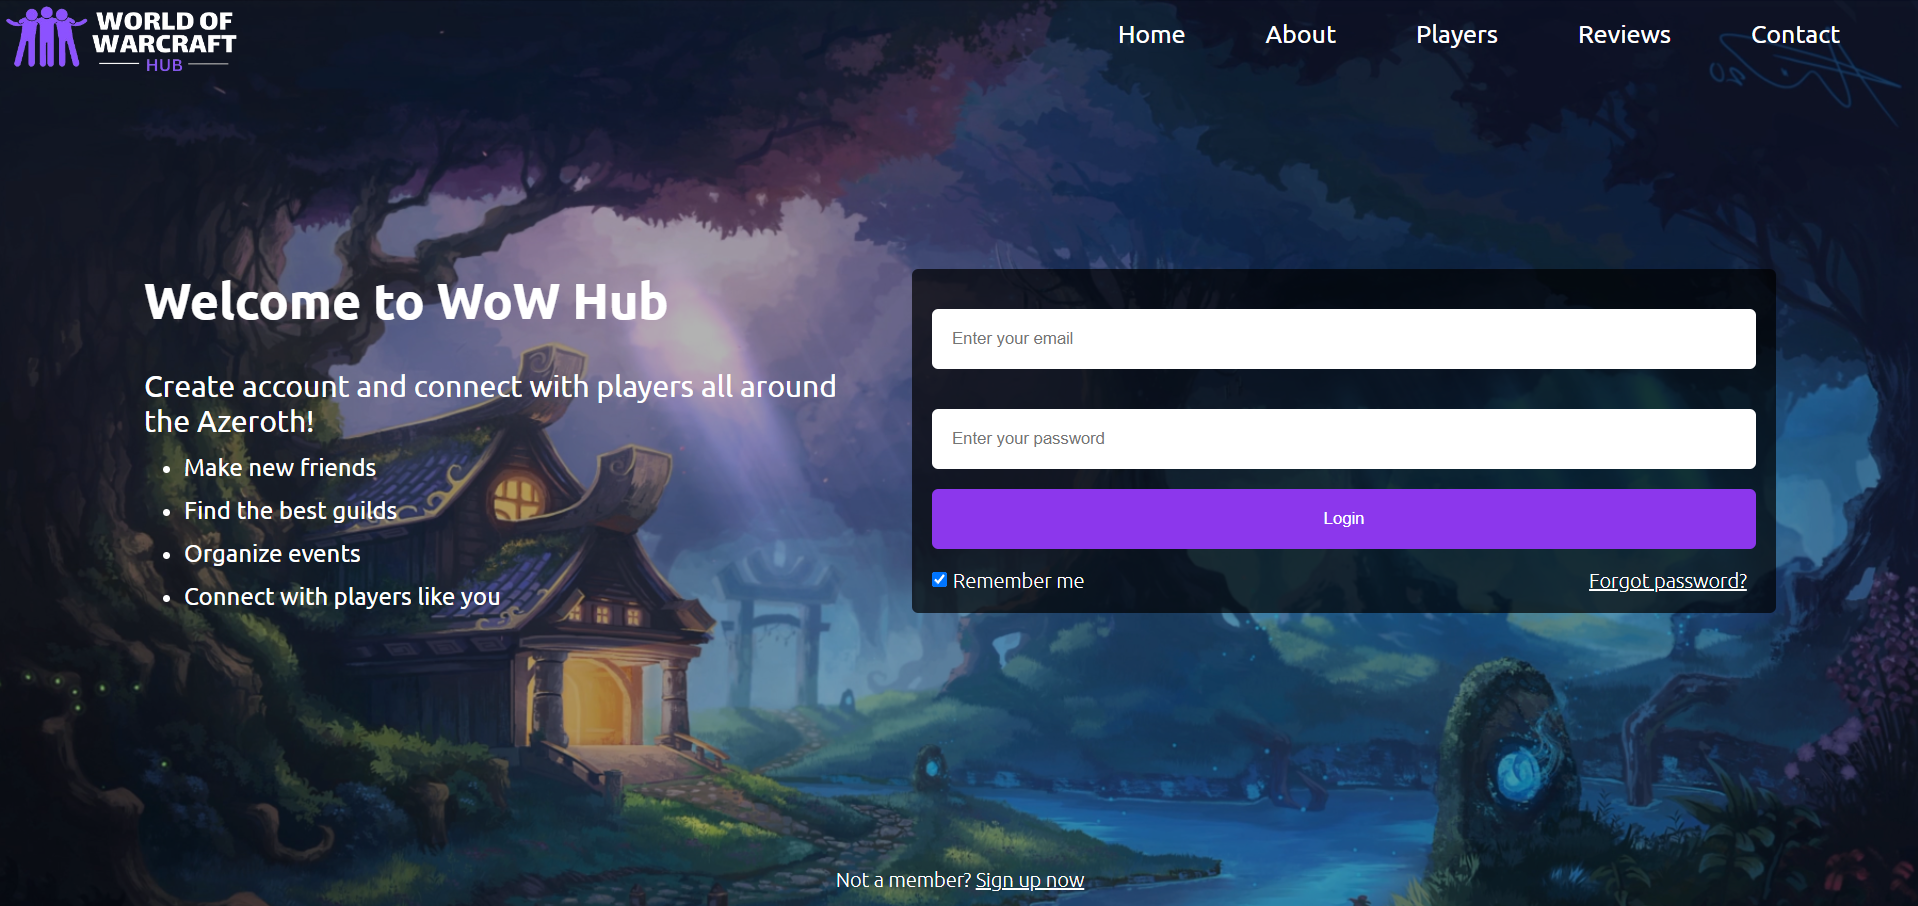 WORLD OF
WARCRAFT
HUB
Home About Players Reviews Contact
Welcome to WoW Hub
Create account and connect with players all around
the Azeroth!
• Make new friends
• Find the best guilds
• Organize events
• Connect with players like you
Enter your email
Enter your password
Login
Remember me
Forgot password?
Not a member? Sign up now